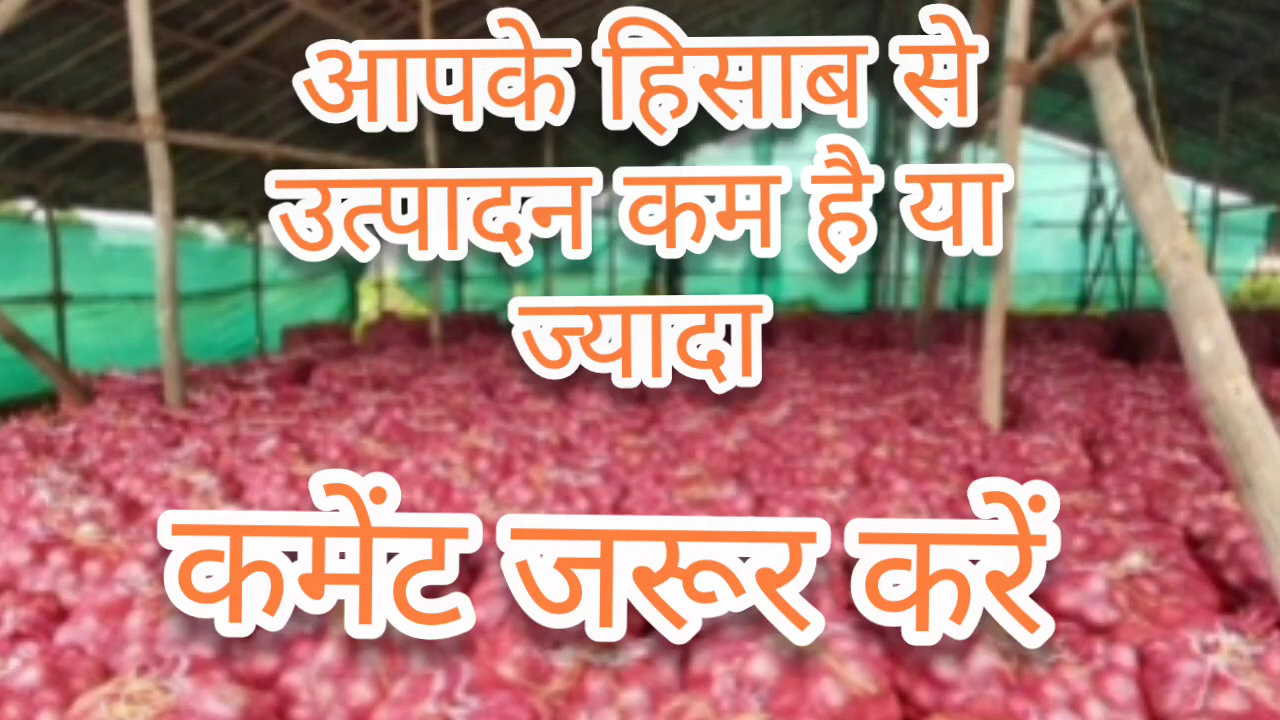 आपके हिसाब से
उत्पादन कम है या
ज्यादा
कमेंट जरूर करें